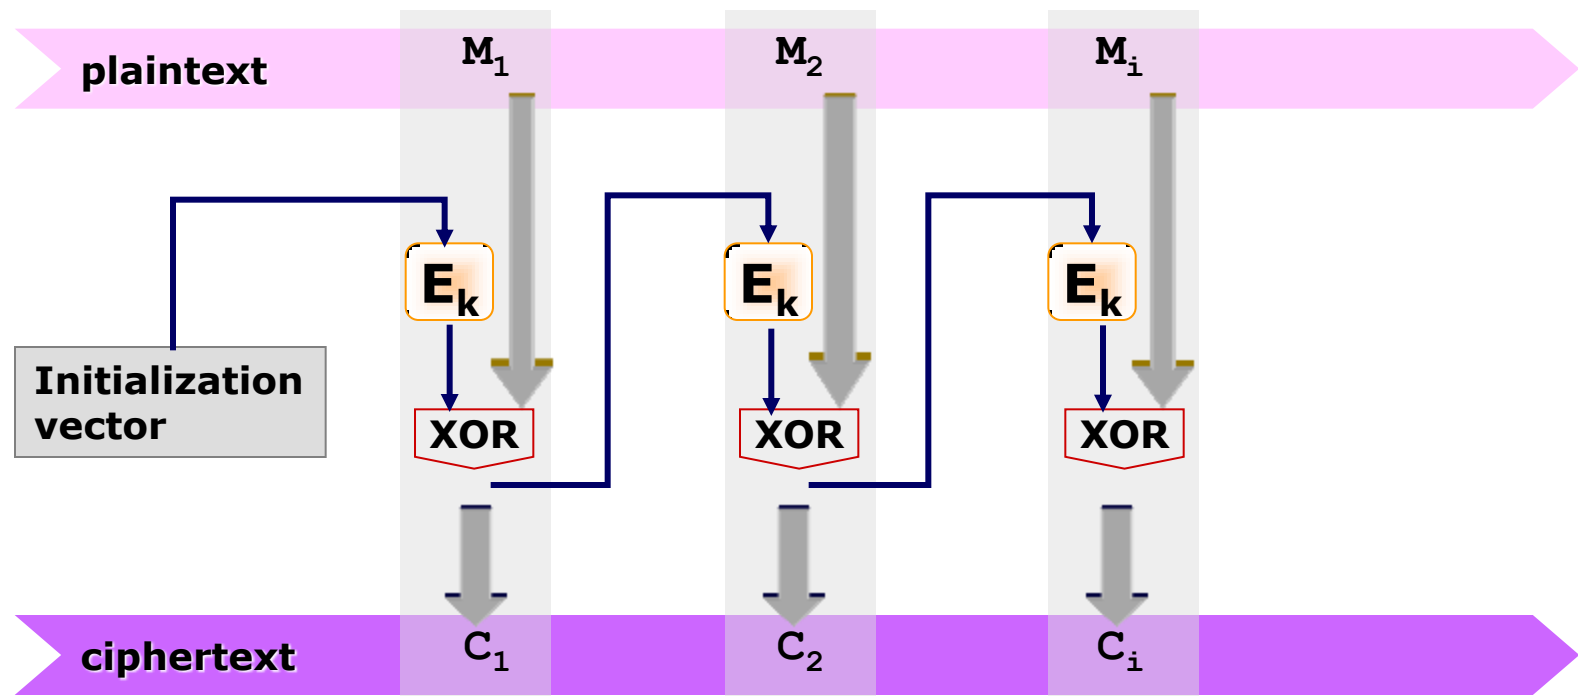 plaintext
M1
M2
Mi
Ek
Ek
Ek
Initialization
vector
XOR
XOR
XOR
ciphertext
C1
C2
Ci